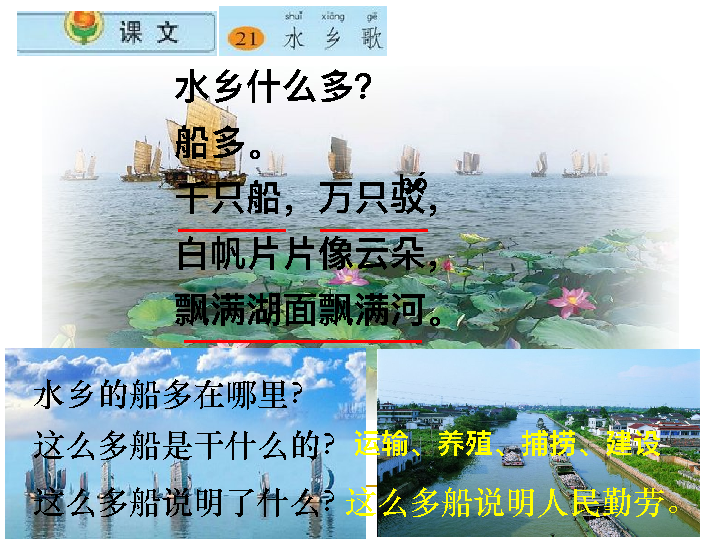 课文
21
shuǐ xiāng gē
水 乡 歌
水乡什么多?
船多。
bó
千只船，万只驳，
白帆片片像云朵，
飘满湖面飘满河。
水乡的船多在哪里?
这么多船是干什么的? 运输、养殖、捕捞、建设
这么多船说明了什么? 这么多船说明人民勤劳。